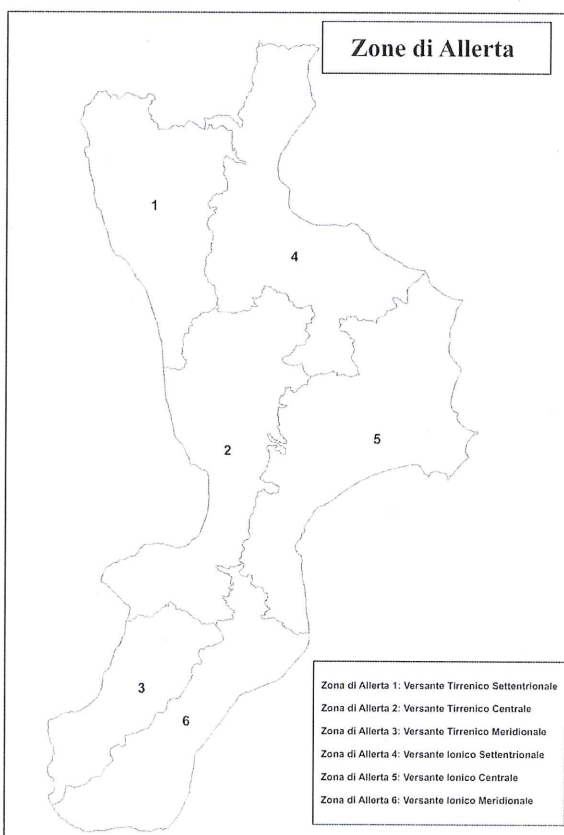 Zone di Allerta
1
4
2
5
3
6
Zona di Allerta 1: Versante Tirrenico Settentrionale
Zona di Allerta 2: Versante Tirrenico Centrale
Zona di Allerta 3: Versante Tirrenico Meridionale
Zona di Allerta 4: Versante Ionico Settentrionale
Zona di Allerta 5: Versante Ionico Centrale
Zona di Allerta 6: Versante Ionico Meridionale